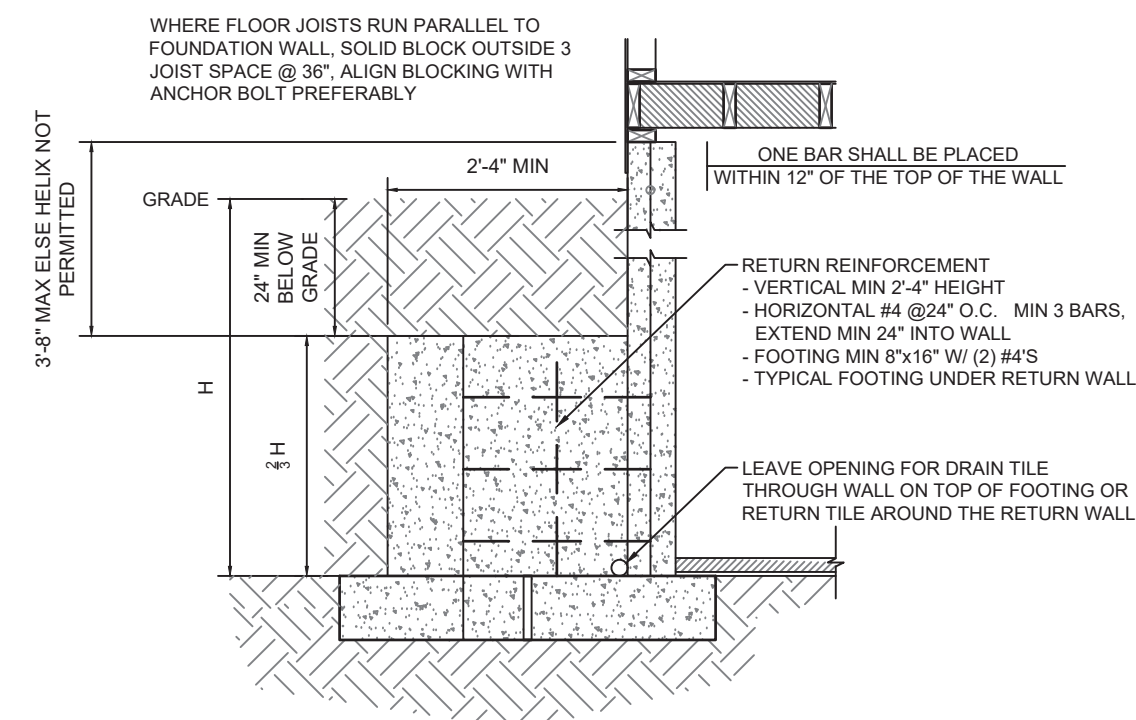 WHERE FLOOR JOISTS RUN PARALLEL TO
FOUNDATION WALL, SOLID BLOCK OUTSIDE 3
JOIST SPACE @ 36", ALIGN BLOCKING WITH
ANCHOR BOLT PREFERABLY
3'-8" MAX ELSE HELIX NOT
PERMITTED
GRADE
2'-4" MIN
24" MIN
BELOW
GRADE
H
2/3 H
ONE BAR SHALL BE PLACED
WITHIN 12" OF THE TOP OF THE WALL
RETURN REINFORCEMENT
- VERTICAL MIN 2'-4" HEIGHT
- HORIZONTAL #4 @24" O.C. MIN 3 BARS,
EXTEND MIN 24" INTO WALL
- FOOTING MIN 8"x16" W/ (2) #4'S
- TYPICAL FOOTING UNDER RETURN WALL
LEAVE OPENING FOR DRAIN TILE
THROUGH WALL ON TOP OF FOOTING OR
RETURN TILE AROUND THE RETURN WALL